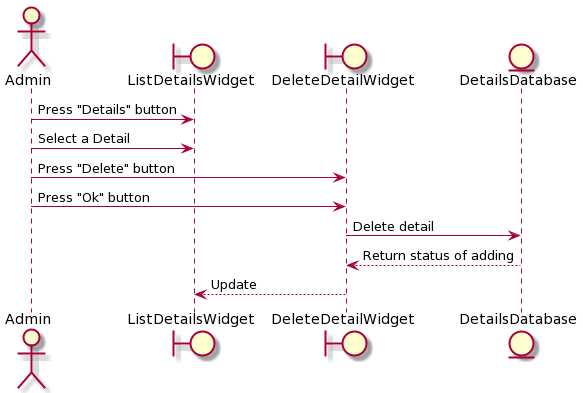 Admin
ListDetailsWidget
DeleteDetailWidget
DetailsDatabase
Press "Details" button
Select a Detail
Press "Delete" button
Press "Ok" button
Delete detail
Return status of adding
Update
Admin
ListDetailsWidget
DeleteDetailWidget
DetailsDatabase